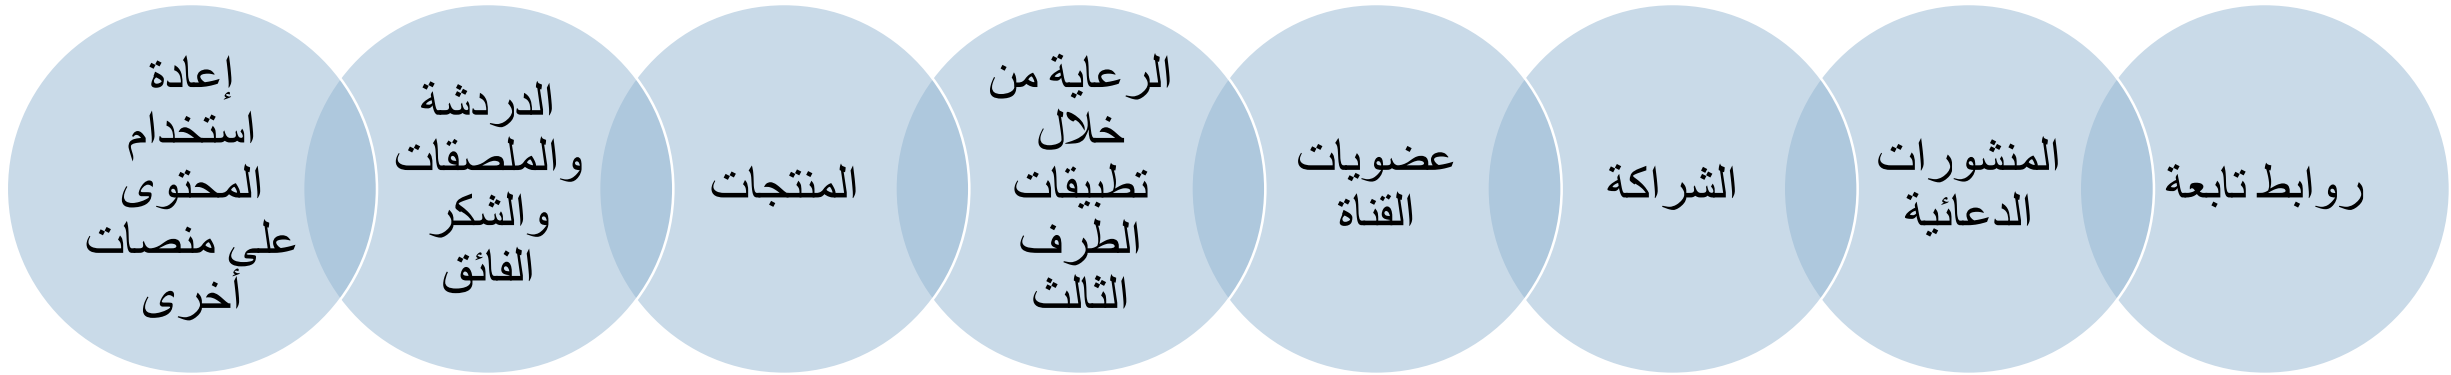 روابط تابعة
المنشورات
الدعائية
الشراكة
عضويات
القناة
الرعاية من
خلال
تطبيقات
الطرف
الثالث
المنتجات
الدردشة
والملصقات
والشكر
الفائق
إعادة
استخدام
المحتوى
على منصات
أخرى